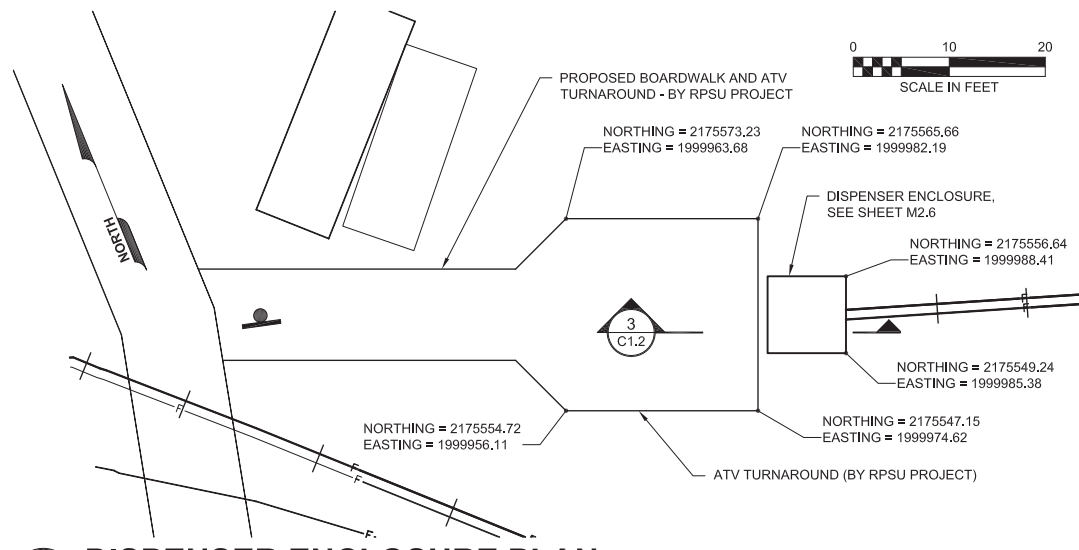 0 10 20
SCALE IN FEET
PROPOSED BOARDWALK AND ATV
TURNAROUND - BY RPSU PROJECT
NORTHING = 2175573.23
EASTING = 1999963.68
NORTHING = 2175565.66
EASTING = 1999982.19
DISPENSER ENCLOSURE,
SEE SHEET M2.6
NORTHING = 2175556.64
EASTING = 1999988.41
NORTH
3
C1.2
F
F
NORTHING = 2175549.24
EASTING = 1999985.38
NORTHING = 2175554.72
EASTING = 1999956.11
NORTHING = 2175547.15
EASTING = 1999974.62
ATV TURNAROUND (BY RPSU PROJECT)
F
F
F
F
DISPENSER ENCLOSURE PLAN